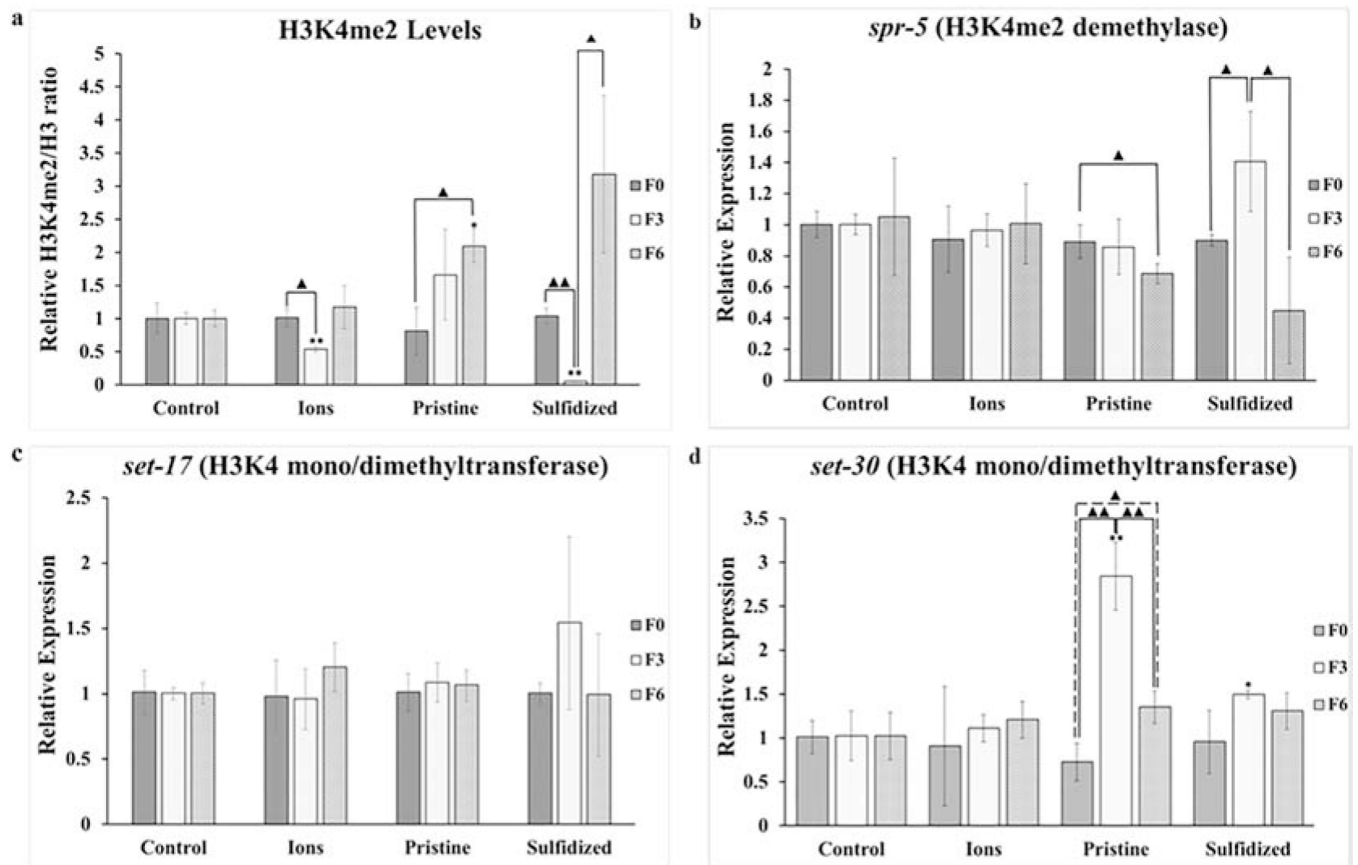 a
H3K4me2 Levels
Relative H3K4me2/H3 ratio
5
4.5
4
3.5
3
2.5
2
1.5
1
0.5
0
▲
▲
▲
▲▲
*
**
**
F0
F3
F6
Control Ions Pristine Sulfidized
b
spr-5 (H3K4me2 demethylase)
Relative Expression
2
1.8
1.6
1.4
1.2
1
0.8
0.6
0.4
0.2
0
▲ ▲
▲
F0
F3
F6
Control Ions Pristine Sulfidized
c
set-17 (H3K4 mono/dimethyltransferase)
Relative Expression
2.5
2
1.5
1
0.5
0
F0
F3
F6
Control Ions Pristine Sulfidized
d
set-30 (H3K4 mono/dimethyltransferase)
Relative Expression
3.5
3
2.5
2
1.5
1
0.5
0
▲
▲▲ ▲▲
**
*
F0
F3
F6
Control Ions Pristine Sulfidized